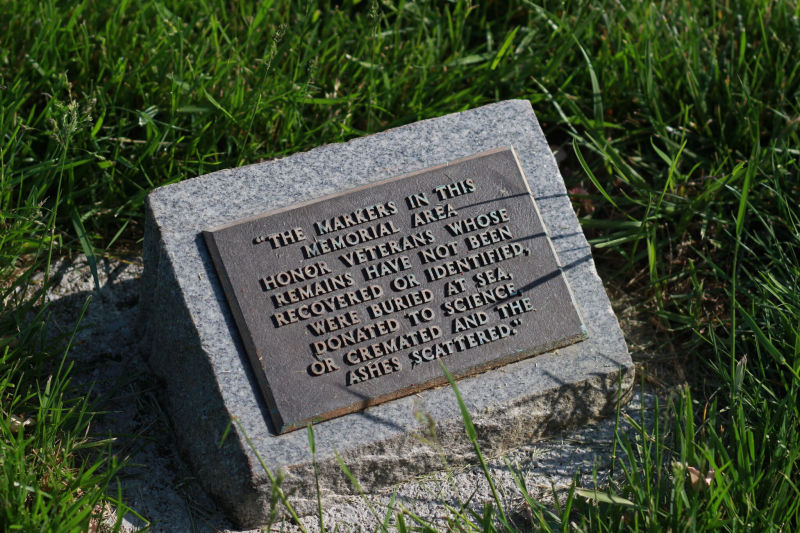 "THE MARKERS IN THIS
MEMORIAL AREA
HONOR VETERANS WHOSE
REMAINS HAVE NOT BEEN
RECOVERED OR IDENTIFIED,
WERE BURIED AT SEA,
DONATED TO SCIENCE,
OR CREMATED AND THE
ASHES SCATTERED."